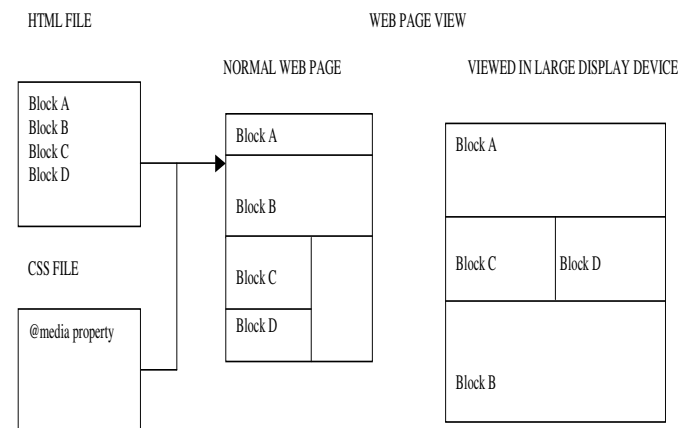 HTML FILE
WEB PAGE VIEW
NORMAL WEB PAGE
VIEWED IN LARGE DISPLAY DEVICE
Block A
Block B
Block C
Block D
CSS FILE
@media property
Block A
Block B
Block C
Block D
Block A
Block C
Block D
Block B